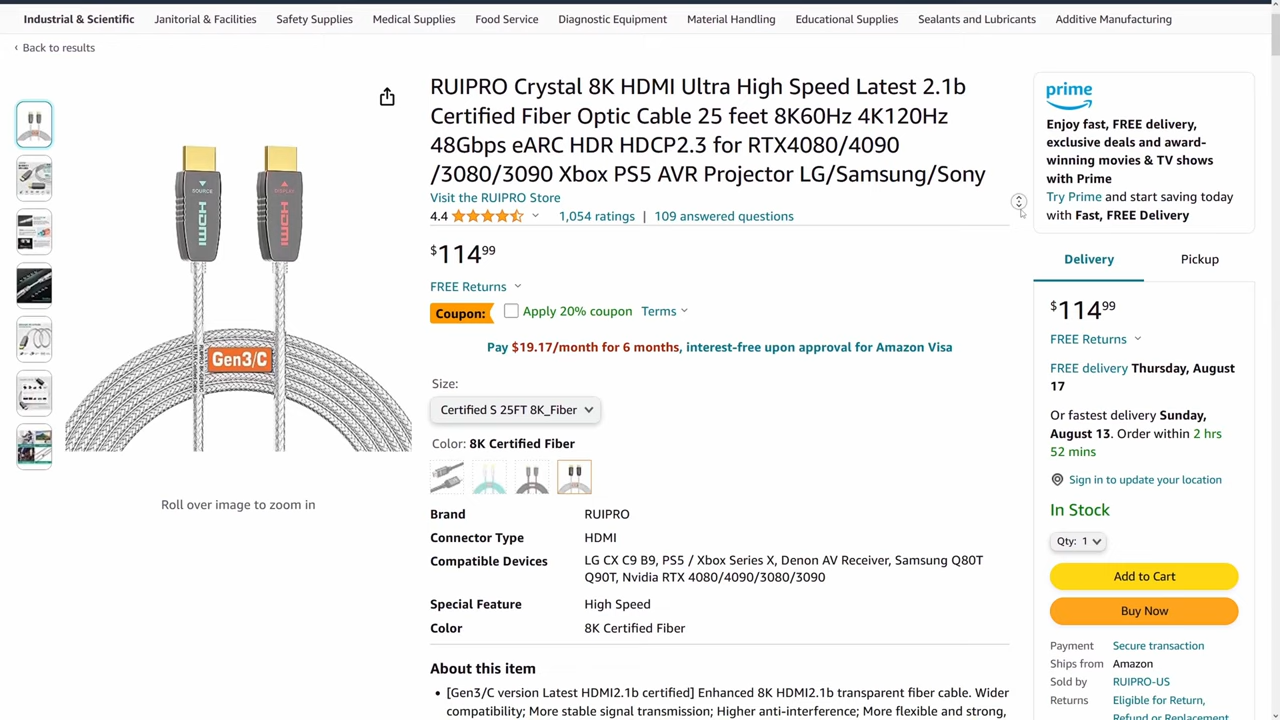 Industrial & Scientific Janitorial & Facilities Safety Supplies Medical Supplies Food Service Diagnostic Equipment Material Handling Educational Supplies Sealants and Lubricants Additive Manufacturing
‹ Back to results
RUIPRO Crystal 8K HDMI Ultra High Speed Latest 2.1b
Certified Fiber Optic Cable 25 feet 8K60Hz 4K120Hz
48Gbps eARC HDR HDCP2.3 for RTX4080/4090
/3080/3090 Xbox PS5 AVR Projector LG/Samsung/Sony
Visit the RUIPRO Store
4.4 1,054 ratings | 109 answered questions
$114 99
FREE Returns
Coupon: Apply 20% coupon Terms
Pay $19.17/month for 6 months, interest-free upon approval for Amazon Visa
Size:
Certified S 25FT 8K_Fiber
Color: 8K Certified Fiber
Brand RUIPRO
Connector Type HDMI
Compatible Devices LG CX C9 B9, PS5 / Xbox Series X, Denon AV Receiver, Samsung Q80T
Q90T, Nvidia RTX 4080/4090/3080/3090
Special Feature High Speed
Color 8K Certified Fiber
About this item
• [Gen3/C version Latest HDMI2.1b certified] Enhanced 8K HDMI2.1b transparent fiber cable. Wider
compatibility; More stable signal transmission; Higher anti-interference; More flexible and strong,
SOURCE
HDMI
DISPLAY
HDMI
Gen3/C
Roll over image to zoom in
prime
Enjoy fast, FREE delivery,
exclusive deals and award-
winning movies & TV shows
with Prime
Try Prime and start saving today
with Fast, FREE Delivery
Delivery Pickup
$114 99
FREE Returns
FREE delivery Thursday, August
17
Or fastest delivery Sunday,
August 13. Order within 2 hrs
52 mins
Sign in to update your location
In Stock
Qty: 1
Add to Cart
Buy Now
Payment Secure transaction
Ships from Amazon
Sold by RUIPRO-US
Returns Eligible for Return,
Refund or Replacement